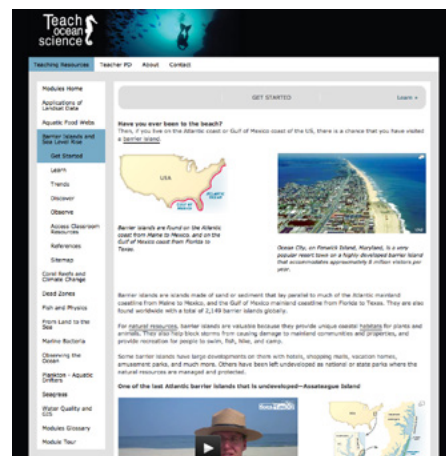 Teach
ocean
science
Teaching Resources
Teacher PD
About
Contact
Modules Home
Applications of
Landsat Data
Aquatic Food Webs
Barrier Islands and
Sea Level Rise
Get Started
Learn
Trends
Discover
Observe
Access Classroom
Resources
References
Sitemap
Coral Reefs and
Climate Change
Dead Zones
Fish and Physics
From Land to the
Sea
Marine Bacteria
Observing the
Ocean
Plankton - Aquatic
Drifters
Seagrass
Water Quality and
GIS
Modules Glossary
Module Tour
GET STARTED
Learn »
Have you ever been to the beach?
Then, if you live on the Atlantic coast or Gulf of Mexico coast of the US, there is a chance that you have visited
a barrier island.
USA
ATLANTIC
GULF OF
MEXICO
Barrier islands are found on the Atlantic
coast from Maine to Mexico, and on the
Gulf of Mexico coast from Florida to
Texas.
Ocean City, on Fenwick Island, Maryland, is a very
popular resort town on a highly developed barrier island
that accommodates approximately 8 million visitors per
year.
Barrier islands are islands made of sand or sediment that lay parallel to much of the Atlantic mainland
coastline from Maine to Mexico, and the Gulf of Mexico mainland coastline from Florida to Texas. They are also
found worldwide with a total of 2,149 barrier islands globally.
For natural resources, barrier islands are valuable because they provide unique coastal habitats for plants and
animals. They also help block storms from causing damage to mainland communities and properties, and
provide recreation for people to swim, fish, hike, and camp.
Some barrier islands have large developments on them with hotels, shopping malls, vacation homes,
amusement parks, and much more. Others have been left undeveloped as national or state parks where the
natural resources are managed and protected.
One of the last Atlantic barrier islands that is undeveloped—Assateague Island